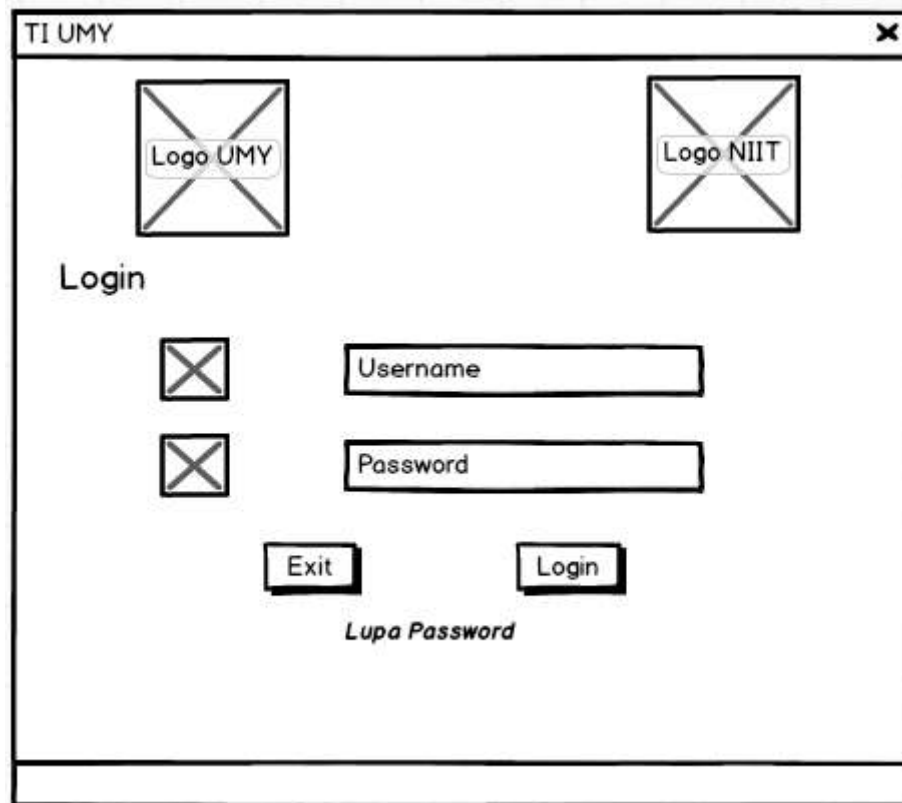 TI UMY
Logo UMY
Logo NIIT
Login
Username
Password
Exit
Login
Lupa Password